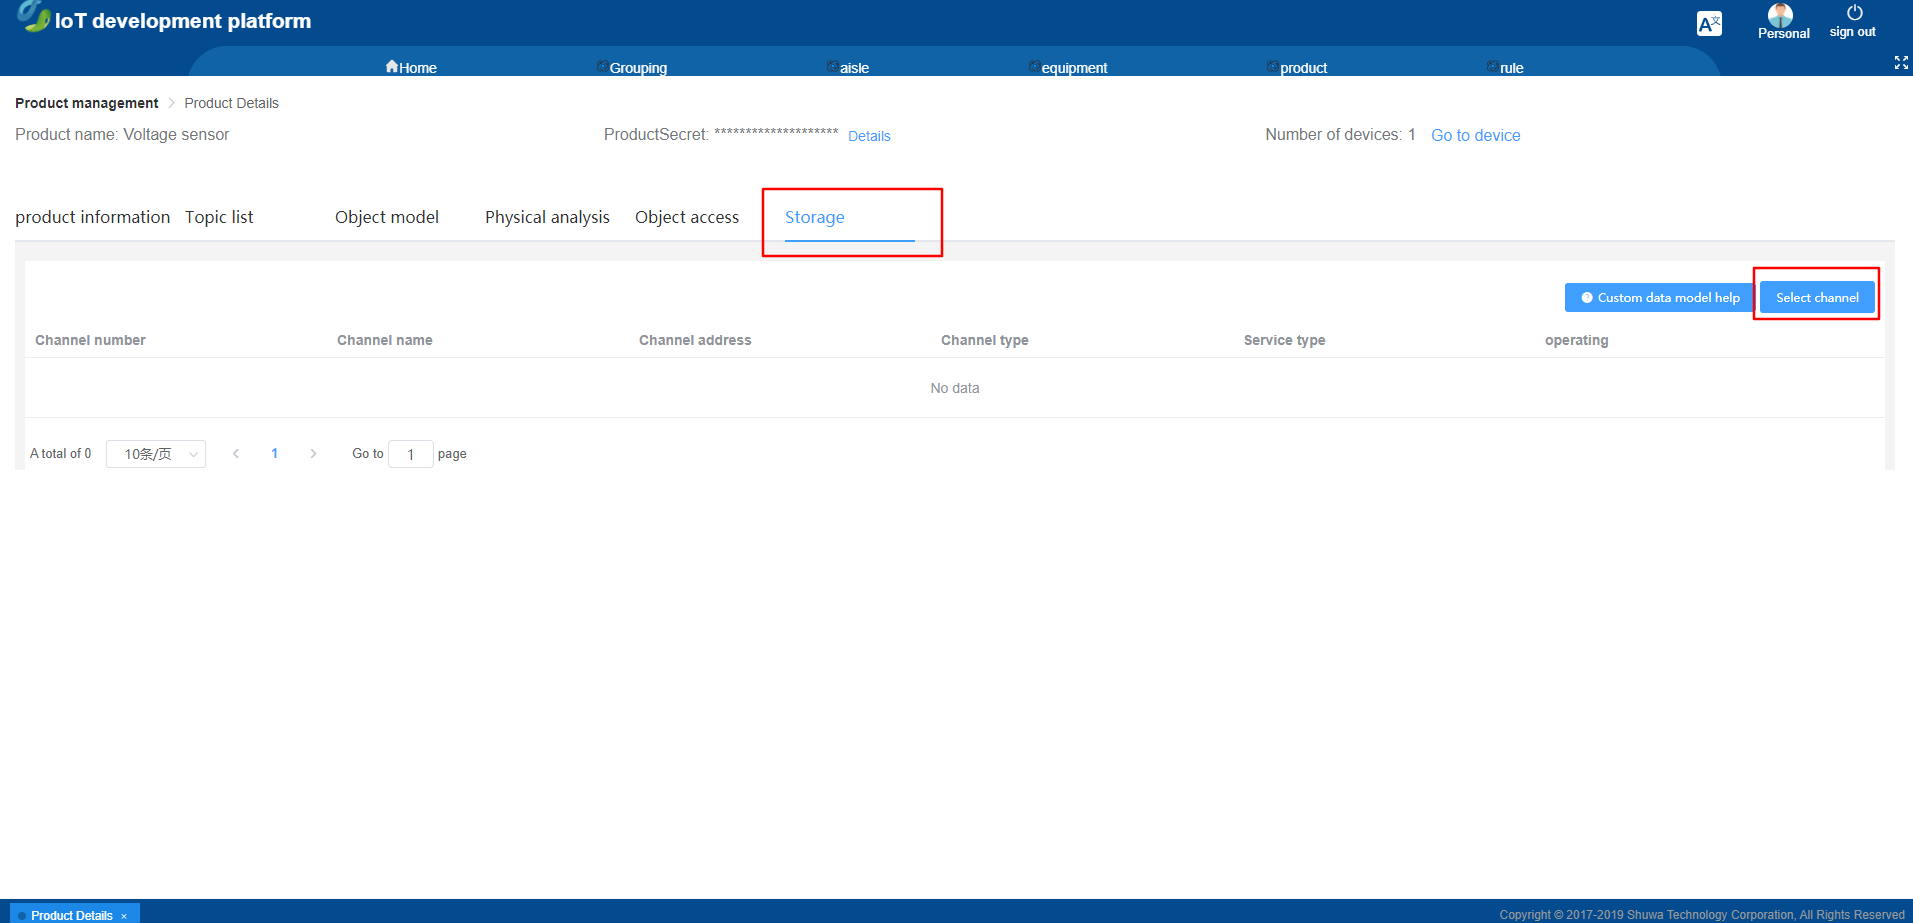 IoT development platform
Personal
sign out
Home
Grouping
aisle
equipment
product
rule
Product management
Product Details
Product name: Voltage sensor
ProductSecret: ********************
Details
Number of devices: 1
Go to device
product information
Topic list
Object model
Physical analysis
Object access
Storage
Custom data model help
Select channel
Channel number
Channel name
Channel address
Channel type
Service type
operating
No data
A total of 0
10条/页
1
Go to
1
page
Product Details
Copyright © 2017-2019 Shuwa Technology Corporation, All Rights Reserved